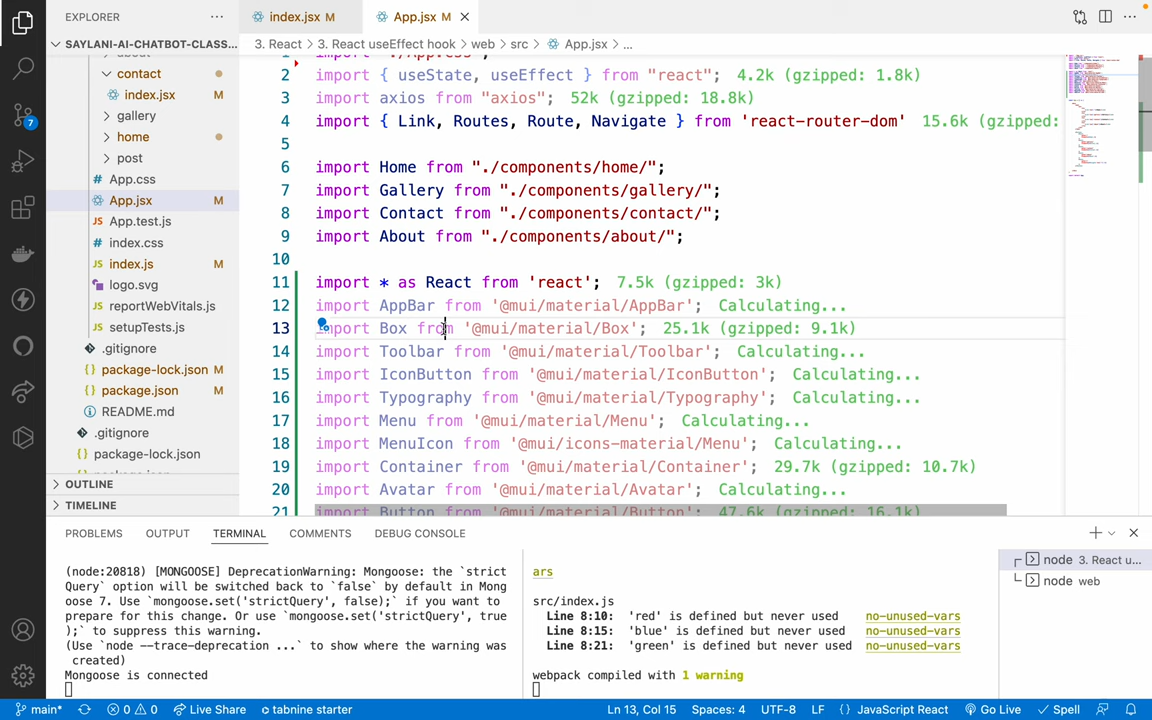 EXPLORER
index.jsx M
App.jsx M
SAYLANI-AI-CHATBOT-CLASS...
3. React > 3. React useEffect hook > web > src > App.jsx > ...
contact
index.jsx M
gallery
home
post
App.css
App.jsx M
App.test.js
index.css
index.js M
logo.svg
reportWebVitals.js
setupTests.js
.gitignore
package-lock.json M
package.json M
README.md
.gitignore
package-lock.json
OUTLINE
TIMELINE
7
2 import { useState, useEffect } from "react"; 4.2k (gzipped: 1.8k)
3 import axios from "axios"; 52k (gzipped: 18.8k)
4 import { Link, Routes, Route, Navigate } from 'react-router-dom' 15.6k (gzipped:
5
6 import Home from "./components/home/";
7 import Gallery from "./components/gallery/";
8 import Contact from "./components/contact/";
9 import About from "./components/about/";
10
11 import * as React from 'react'; 7.5k (gzipped: 3k)
12 import AppBar from '@mui/material/AppBar'; Calculating...
13 import Box from '@mui/material/Box'; 25.1k (gzipped: 9.1k)
14 import Toolbar from '@mui/material/Toolbar'; Calculating...
15 import IconButton from '@mui/material/IconButton'; Calculating...
16 import Typography from '@mui/material/Typography'; Calculating...
17 import Menu from '@mui/material/Menu'; Calculating...
18 import MenuIcon from '@mui/icons-material/Menu'; Calculating...
19 import Container from '@mui/material/Container'; 29.7k (gzipped: 10.7k)
20 import Avatar from '@mui/material/Avatar'; Calculating...
21 import Button from '@mui/material/Button'; 47.6k (gzipped: 16.1k)
PROBLEMS OUTPUT TERMINAL COMMENTS DEBUG CONSOLE
(node:20818) [MONGOOSE] DeprecationWarning: Mongoose: the `strict
Query` option will be switched back to `false` by default in Mong
oose 7. Use `mongoose.set('strictQuery', false);` if you want to
prepare for this change. Or use `mongoose.set('strictQuery', true
);` to suppress this warning.
(Use `node --trace-deprecation ...` to show where the warning was
created)
Mongoose is connected
ars
src/index.js
Line 8:10: 'red' is defined but never used no-unused-vars
Line 8:15: 'blue' is defined but never used no-unused-vars
Line 8:21: 'green' is defined but never used no-unused-vars
webpack compiled with 1 warning
node 3. React u...
node web
main* 0 0 Live Share tabnine starter Ln 13, Col 15 Spaces: 4 UTF-8 LF {} JavaScript React Go Live Spell